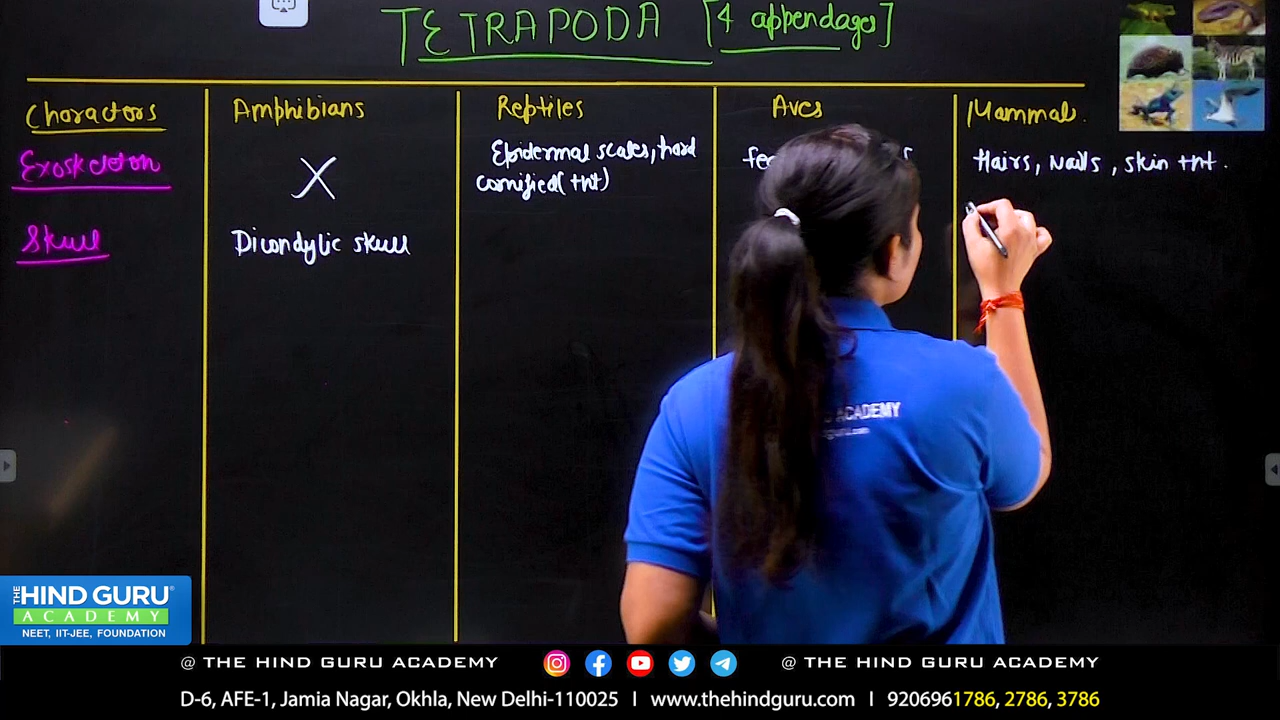 TETRAPODA [4 appendages]
Charactors Amphibians Reptiles Aves Mammals.
Exoskeleton X Epidermal scales, hard cornified (tnt) Hairs, Nails, skin tnt.
Skull Dicondylic skull
ACADEMY
THE HIND GURU®
ACADEMY
NEET, IIT-JEE, FOUNDATION
@ THE HIND GURU ACADEMY @ THE HIND GURU ACADEMY
D-6, AFE-1, Jamia Nagar, Okhla, New Delhi-110025 | www.thehindguru.com | 9206961786, 2786, 3786